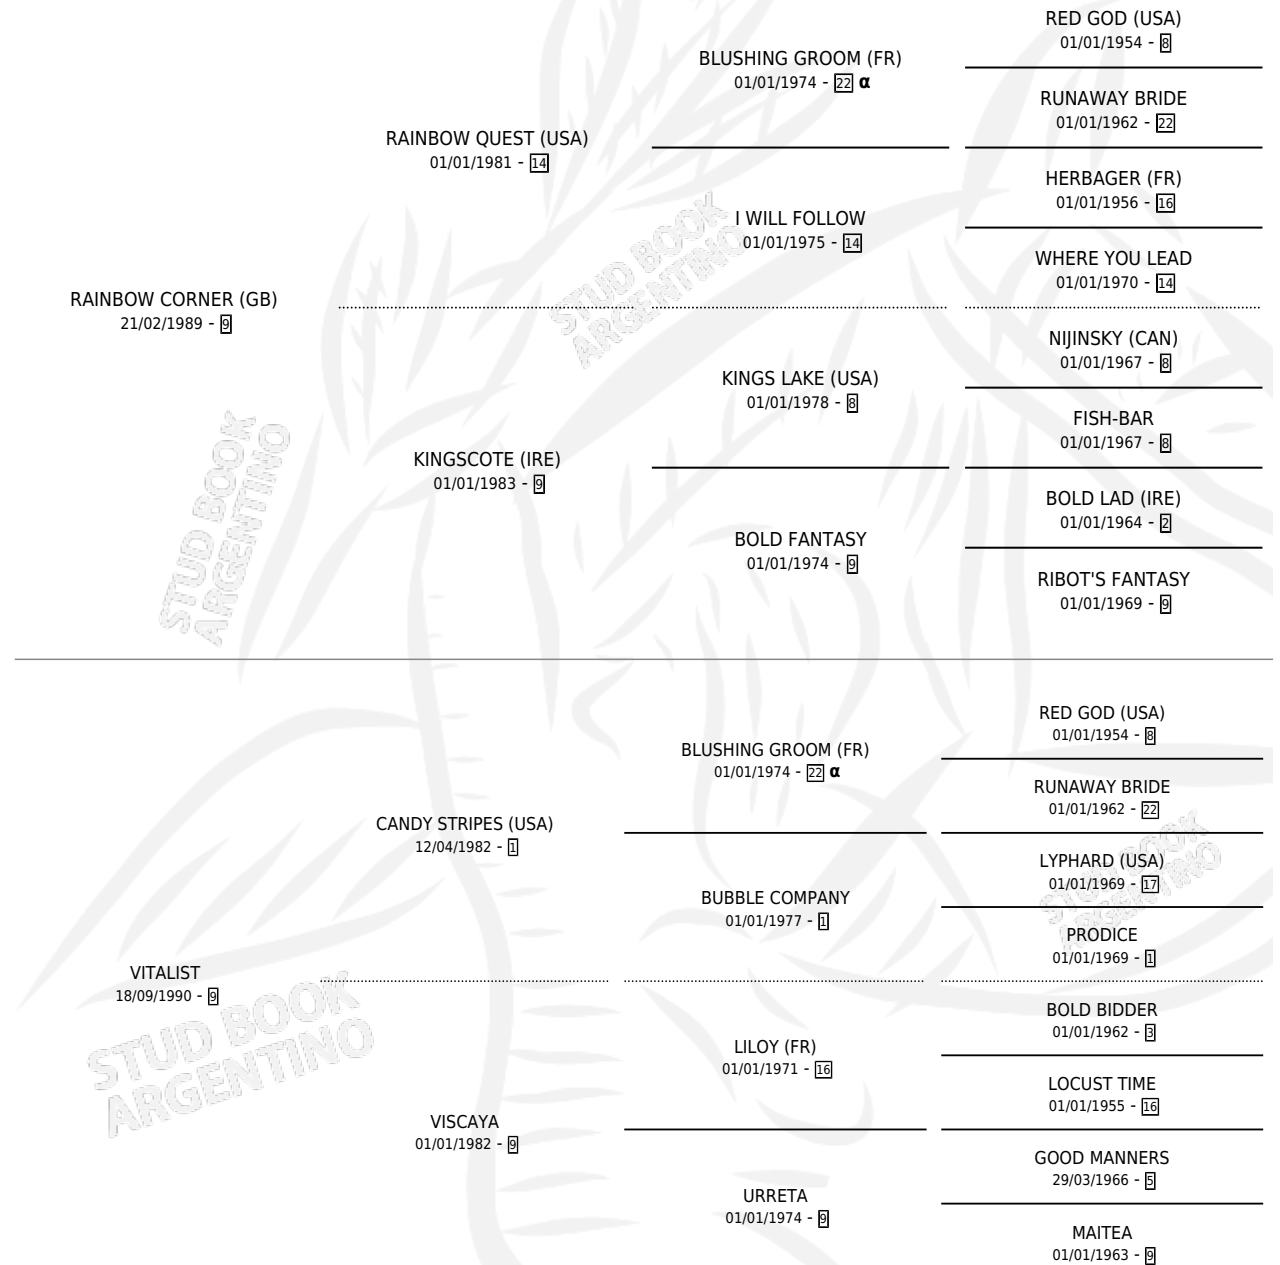 RED GOD (USA)
01/01/1954 - 8
BLUSHING GROOM (FR)
01/01/1974 - 22 α
RUNAWAY BRIDE
01/01/1962 - 22
RAINBOW QUEST (USA)
01/01/1981 - 14
HERBAGER (FR)
01/01/1956 - 16
I WILL FOLLOW
01/01/1975 - 14
WHERE YOU LEAD
01/01/1970 - 14
STUD BOOK
ARGENTINO
RAINBOW CORNER (GB)
21/02/1989 - 9
NIJINSKY (CAN)
01/01/1967 - 8
KINGS LAKE (USA)
01/01/1978 - 8
FISH-BAR
01/01/1967 - 8
KINGSCOTE (IRE)
01/01/1983 - 9
BOLD LAD (IRE)
01/01/1964 - 2
BOLD FANTASY
01/01/1974 - 9
RIBOT'S FANTASY
01/01/1969 - 9
STUD BOOK
ARGENTINO
RED GOD (USA)
01/01/1954 - 8
BLUSHING GROOM (FR)
01/01/1974 - 22 α
RUNAWAY BRIDE
01/01/1962 - 22
CANDY STRIPES (USA)
12/04/1982 - 1
LYPHARD (USA)
01/01/1969 - 17
BUBBLE COMPANY
01/01/1977 - 1
PRODICE
01/01/1969 - 1
STUD BOOK
ARGENTINO
VITALIST
18/09/1990 - 9
STUD BOOK
ARGENTINO
BOLD BIDDER
01/01/1962 - 3
LILOY (FR)
01/01/1971 - 16
LOCUST TIME
01/01/1955 - 16
VISCAYA
01/01/1982 - 9
GOOD MANNERS
29/03/1966 - 5
URRETA
01/01/1974 - 9
MAITEA
01/01/1963 - 9